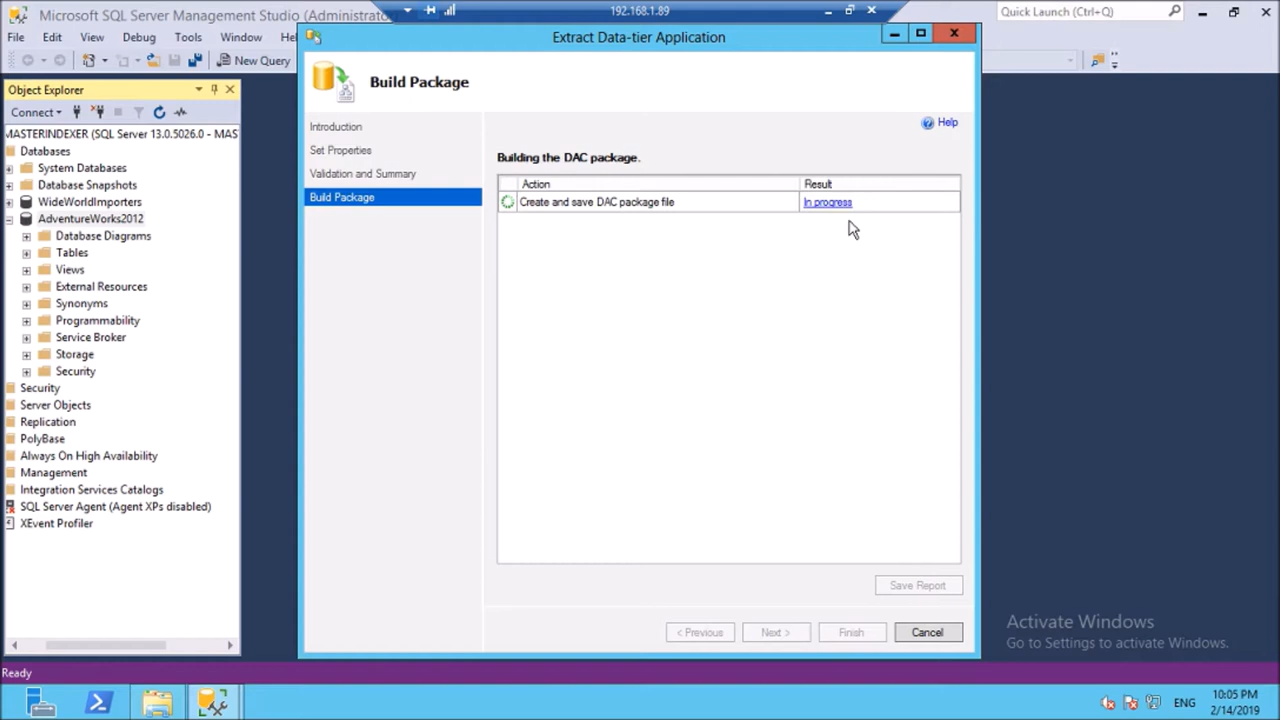 Microsoft SQL Server Management Studio (Administrator)
192.168.1.89
Quick Launch (Ctrl+Q)
File Edit View Debug Tools Window
New Query
Extract Data-tier Application
Build Package
Object Explorer
Connect
MASTERINDEXER (SQL Server 13.0.5026.0 - MAS
Databases
System Databases
Database Snapshots
WideWorldImporters
AdventureWorks2012
Database Diagrams
Tables
Views
External Resources
Synonyms
Programmability
Service Broker
Storage
Security
Security
Server Objects
Replication
PolyBase
Always On High Availability
Management
Integration Services Catalogs
SQL Server Agent (Agent XPs disabled)
XEvent Profiler
Introduction
Set Properties
Validation and Summary
Build Package
Help
Building the DAC package.
Action Result
Create and save DAC package file In progress
Save Report
< Previous Next > Finish Cancel
Activate Windows
Go to Settings to activate Windows.
Ready
ENG
10:05 PM
2/14/2019